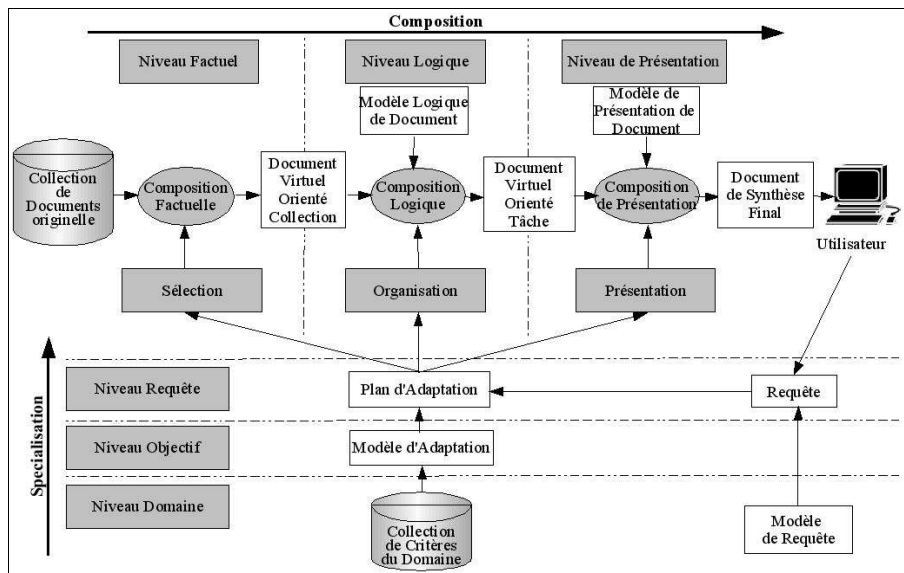 Composition
Niveau Factuel
Niveau Logique
Niveau de Présentation
Modèle Logique
de Document
Modèle de
Présentation de
Document
Collection
de
Documents
originelle
Composition
Factuelle
Document
Virtuel
Orienté
Collection
Composition
Logique
Document
Virtuel
Orienté
Tâche
Composition
de Présentation
Document
de Synthèse
Final
Utilisateur
Sélection
Organisation
Présentation
Specialisation
Niveau Requête
Plan d'Adaptation
Requête
Niveau Objectif
Modèle d'Adaptation
Niveau Domaine
Collection
de Critères
du Domaine
Modèle
de Requête